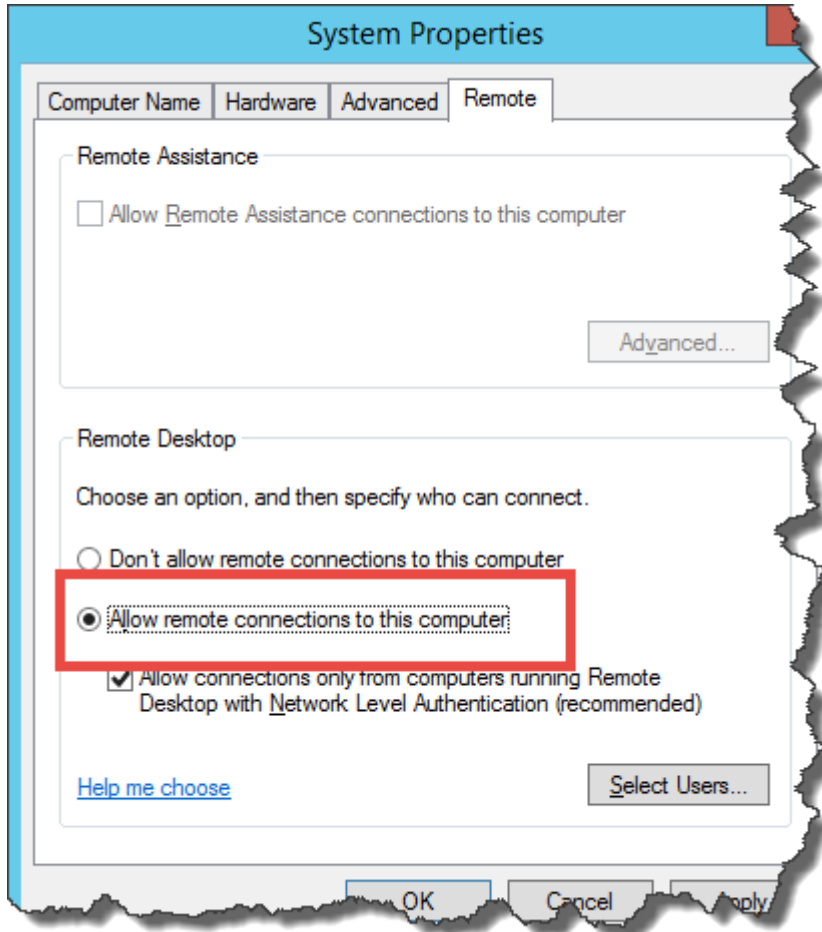 System Properties
Computer Name Hardware Advanced Remote
Remote Assistance
Allow Remote Assistance connections to this computer
Advanced...
Remote Desktop
Choose an option, and then specify who can connect.
Don't allow remote connections to this computer
Allow remote connections to this computer
Allow connections only from computers running Remote
Desktop with Network Level Authentication (recommended)
Help me choose
Select Users...
OK Cancel Apply